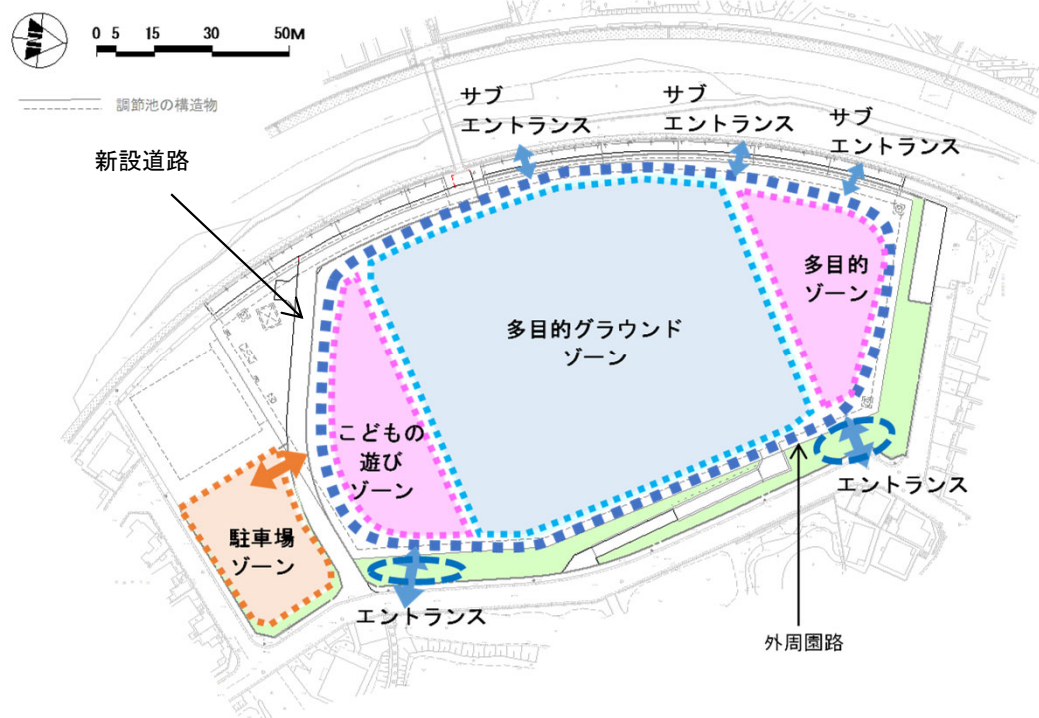 0 5 15 30 50M
調節池の構造物
新設道路
サブ
エントランス
サブ
エントランス
サブ
エントランス
多目的
ゾーン
多目的グラウンド
ゾーン
こどもの
遊び
ゾーン
駐車場
ゾーン
エントランス
エントランス
外周園路